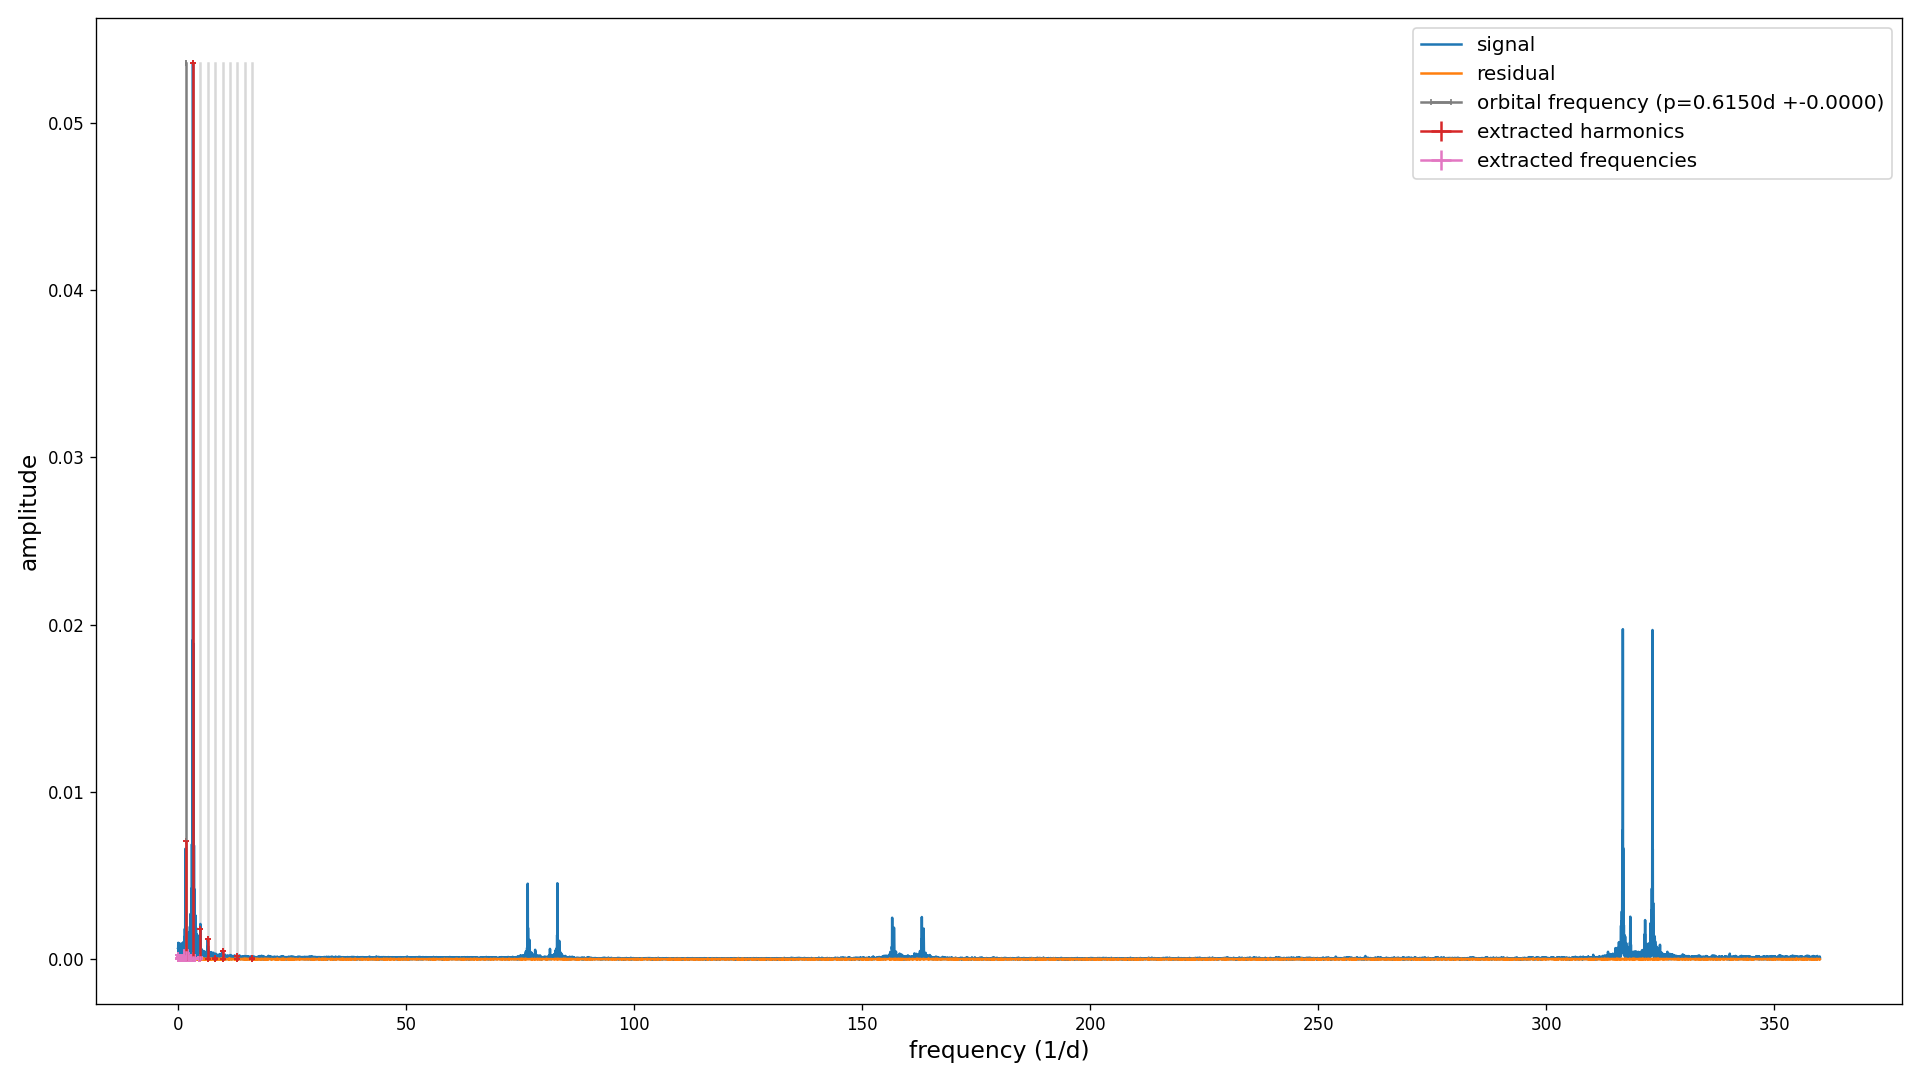 signal
residual
orbital frequency (p=0.6150d +-0.0000)
extracted harmonics
extracted frequencies
0.05
0.04
0.03
0.02
0.01
0.00
amplitude
0 50 100 150 200 250 300 350
frequency (1/d)